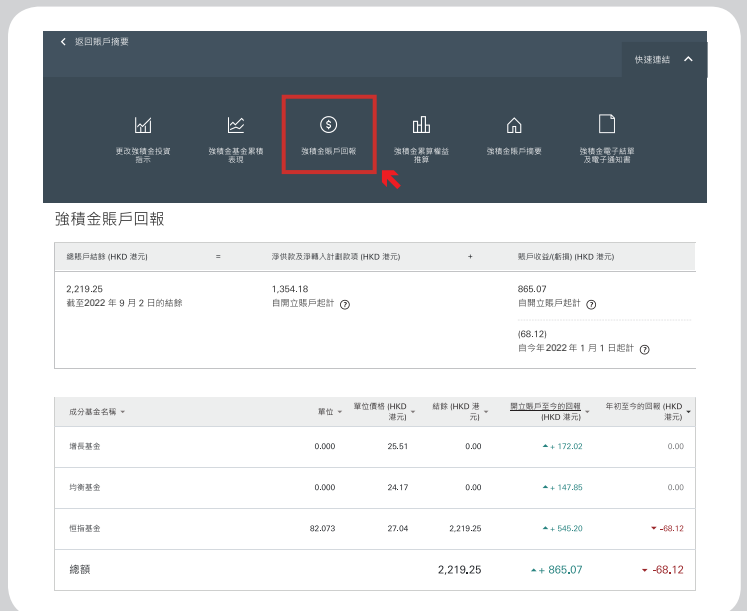 返回賬戶摘要
快速連結
更改強積金投資
指示
強積金基金累積
表現
強積金賬戶回報
強積金累算權益
推算
強積金賬戶摘要
強積金電子結單
及電子通知書
強積金賬戶回報
總賬戶結餘 (HKD 港元) = 淨供款及淨轉入計劃款項 (HKD 港元) + 賬戶收益/(虧損) (HKD 港元)
2,219.25 1,354.18 865.07
截至2022 年 9 月 2 日的結餘 自開立賬戶起計 ? 自開立賬戶起計 ?
(68.12)
自今年2022 年 1 月 1 日起計 ?
成分基金名稱 單位 單位價格 (HKD 港元) 結餘 (HKD 港元) 開立賬戶至今的回報 (HKD 港元) 年初至今的回報 (HKD 港元)
增長基金 0.000 25.51 0.00 + 172.02 0.00
均衡基金 0.000 24.17 0.00 + 147.85 0.00
恒指基金 82.073 27.04 2,219.25 + 545.20 -68.12
總額 2,219.25 + 865.07 -68.12